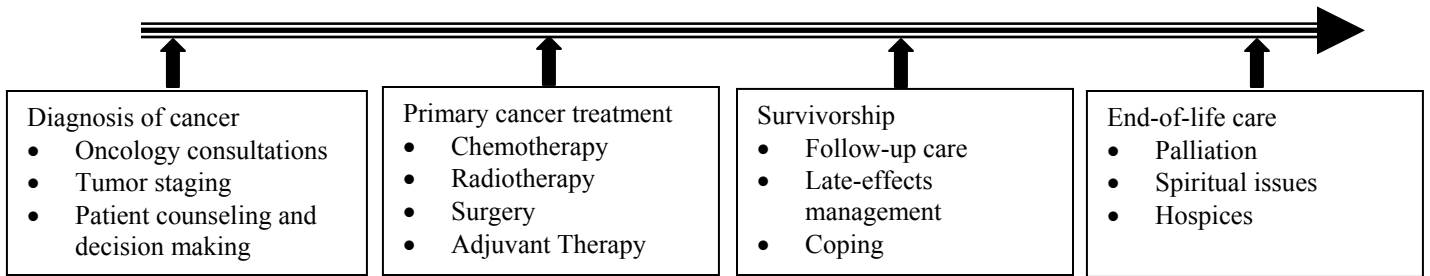 Diagnosis of cancer
• Oncology consultations
• Tumor staging
• Patient counseling and
decision making
Primary cancer treatment
• Chemotherapy
• Radiotherapy
• Surgery
• Adjuvant Therapy
Survivorship
• Follow-up care
• Late-effects
management
• Coping
End-of-life care
• Palliation
• Spiritual issues
• Hospices